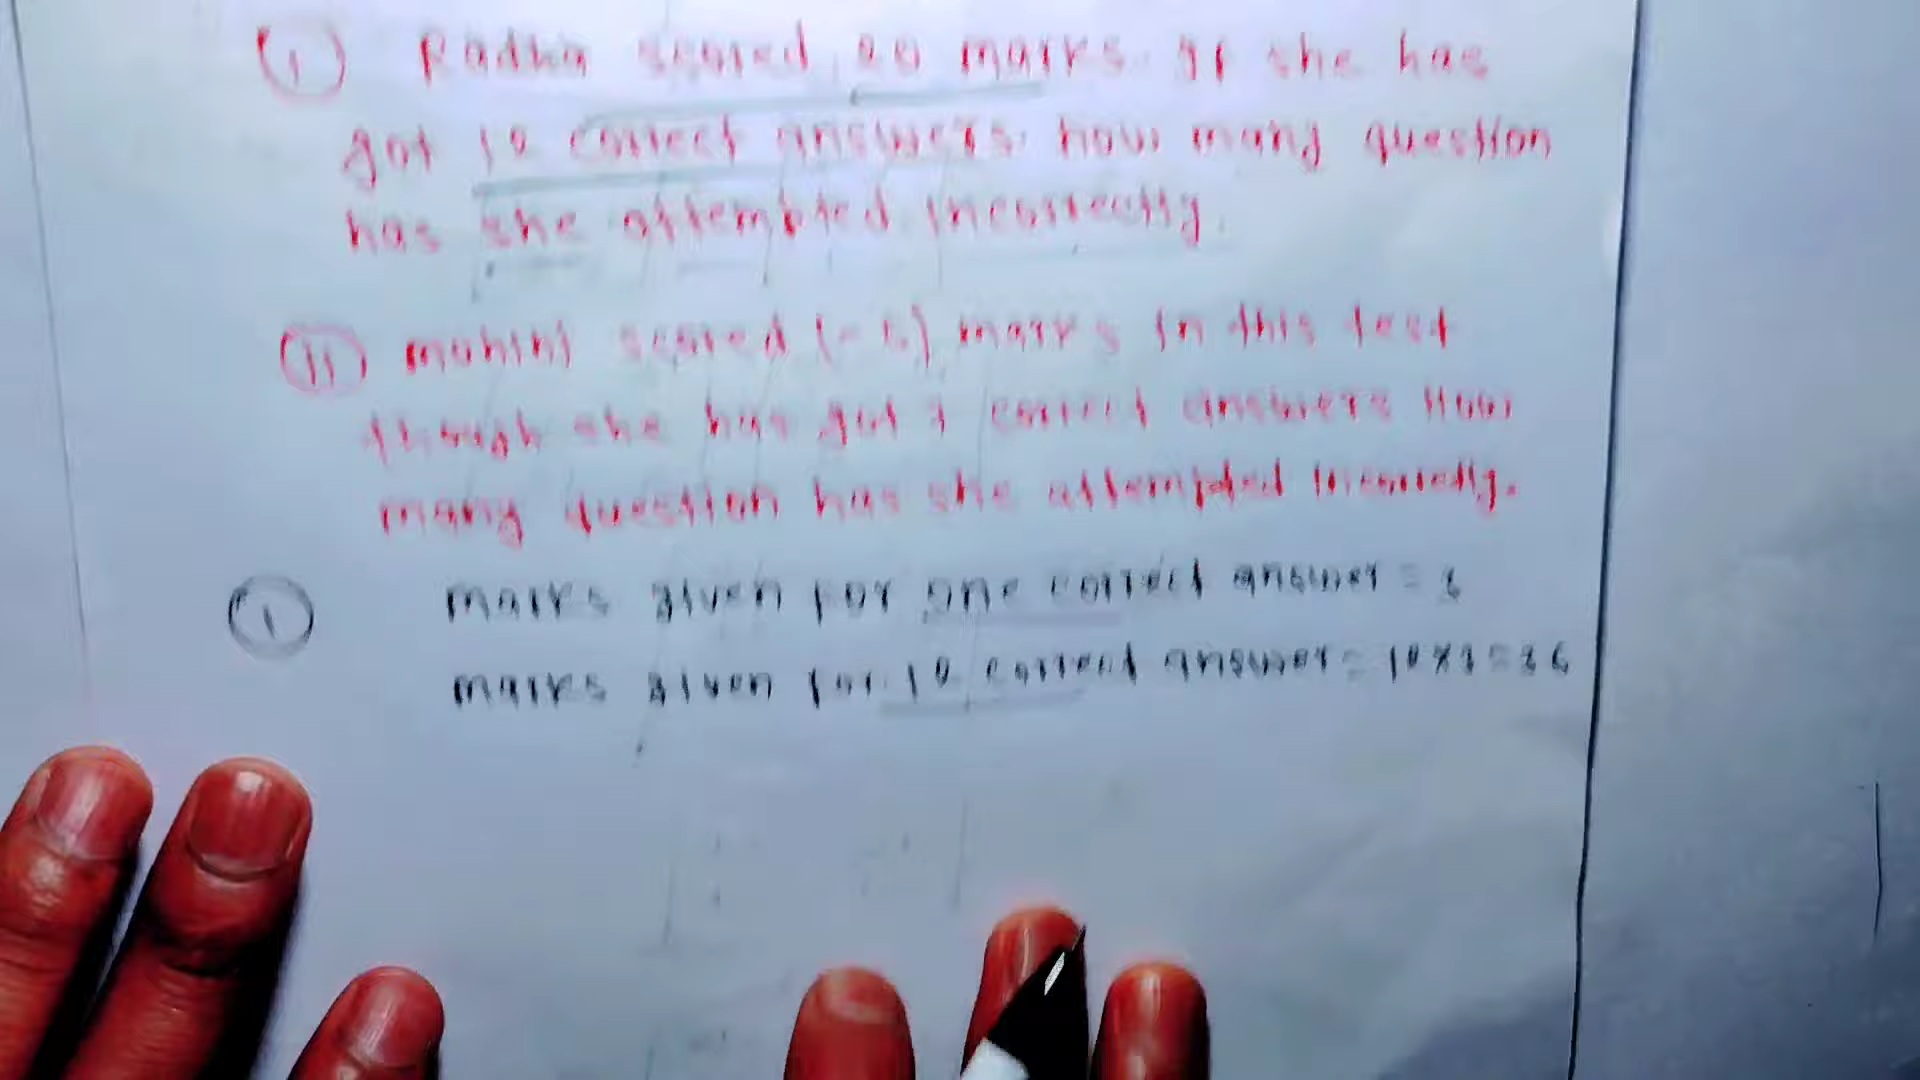 (i) Radha scored 20 marks. If she has
got 12 correct answers how many question
has she attempted incorrectly.
(ii) mohini scored (-5) marks in this test
though she has got 7 correct answers How
many question has she attempted incorrectly.
(i) marks given for one correct answer = 3
marks given for 12 correct answer = 12x3=36